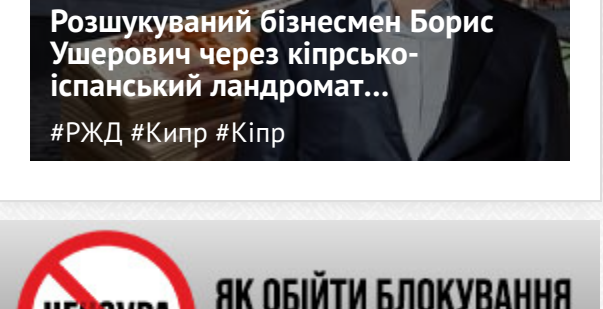 Розшукуваний бізнесмен Борис
Ушерович через кіпрсько-
іспанський ландромат...
#РЖД #Кипр #Кіпр
ЯК ОБІЙТИ БЛОКУВАННЯ